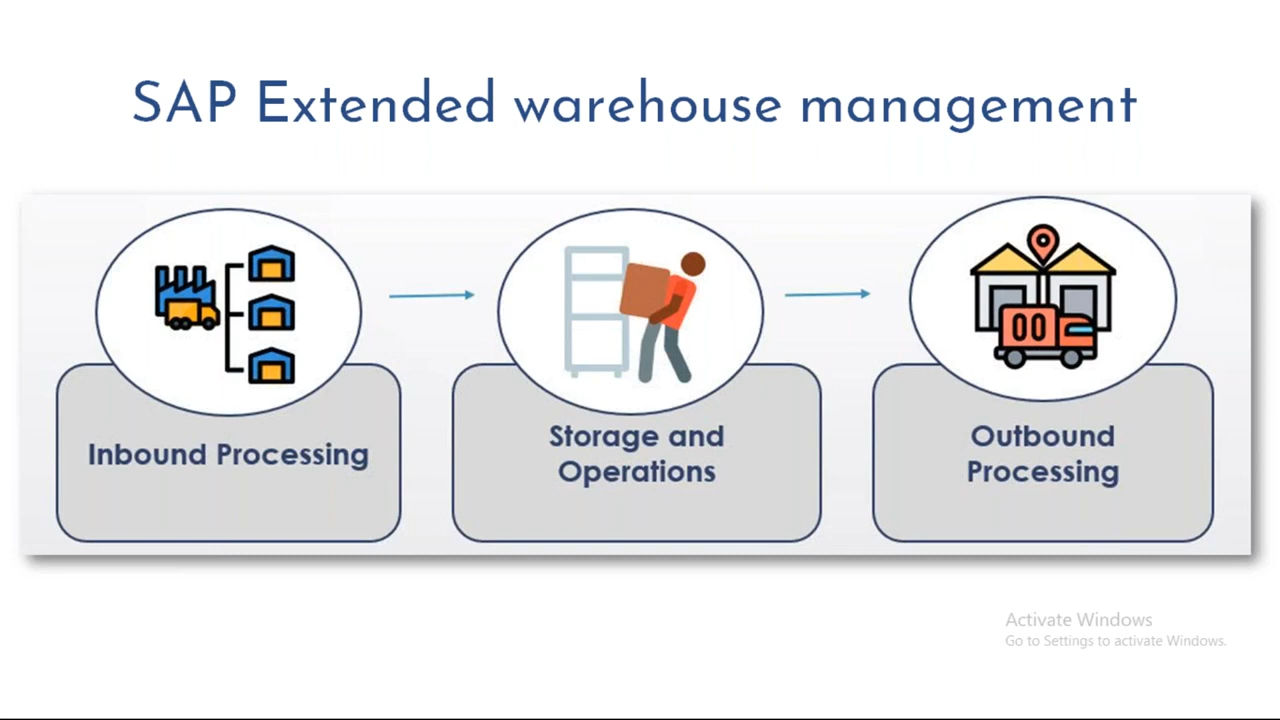 SAP Extended warehouse management
Inbound Processing
Storage and
Operations
Outbound
Processing
Activate Windows
Go to Settings to activate Windows.